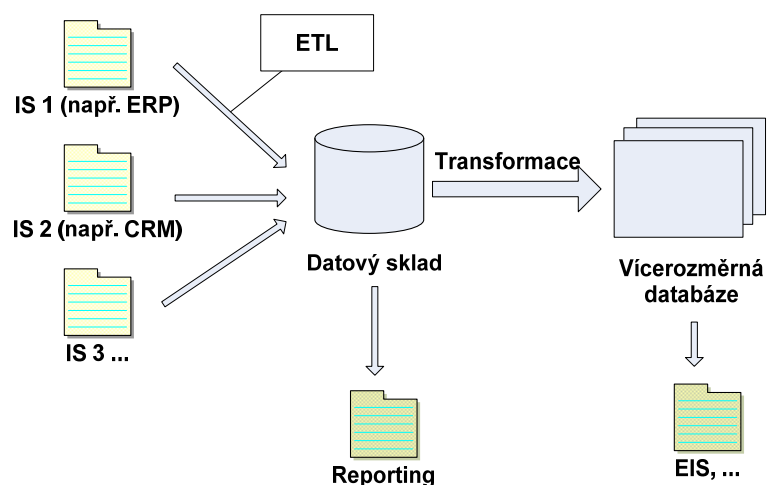 ETL
IS 1 (např. ERP)
IS 2 (např. CRM)
IS 3 ...
Datový sklad
Transformace
Vícerozměrná
databáze
Reporting
EIS, ...